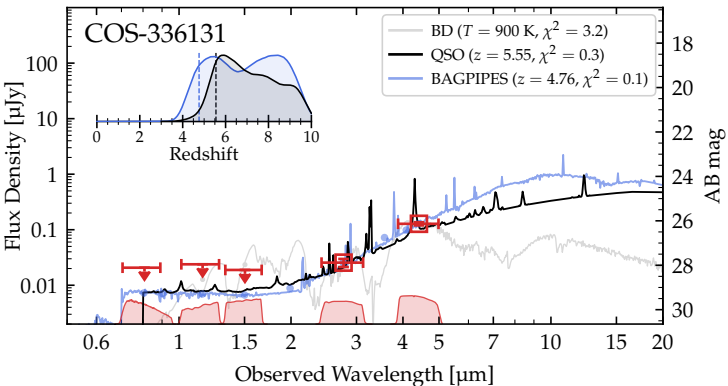 COS-336131
BD (T = 900 K, χ² = 3.2)
QSO (z = 5.55, χ² = 0.3)
BAGPIPES (z = 4.76, χ² = 0.1)
0 2 4 6 8 10
Redshift
100
10
1
0.1
0.01
Flux Density [μJy]
18
20
22
24
26
28
30
AB mag
0.6 1 2 3 4 5 7 10 15 20
Observed Wavelength [μm]